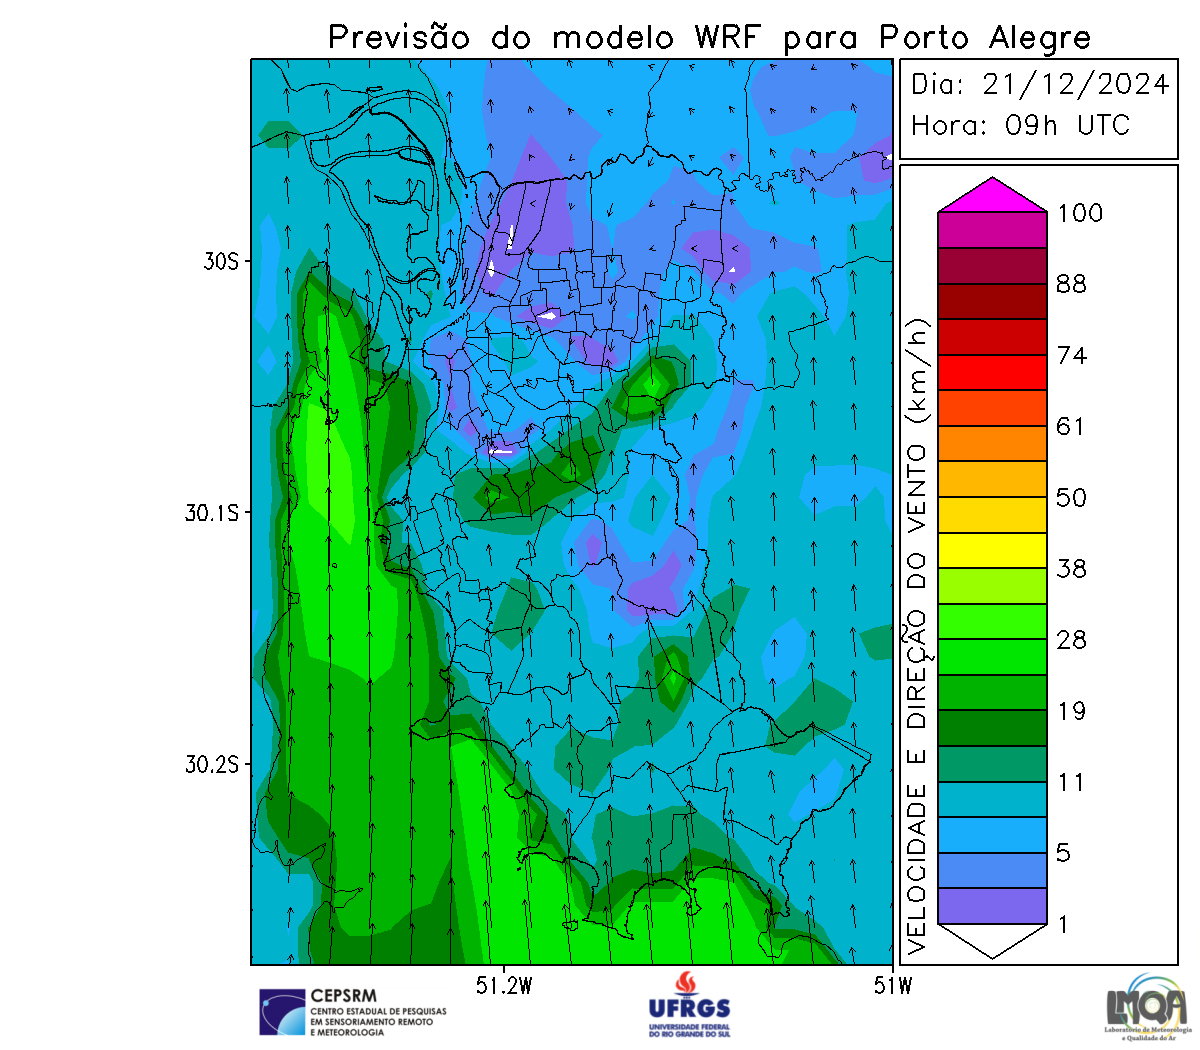 Previsão do modelo WRF para Porto Alegre
Dia: 21/12/2024
Hora: 09h UTC
VELOCIDADE E DIREÇÃO DO VENTO (km/h)
100
88
74
61
50
38
28
19
11
5
1
30S
30.1S
30.2S
51.2W
51W
CEPSRM
CENTRO ESTADUAL DE PESQUISAS
EM SENSORIAMENTO REMOTO
E METEOROLOGIA
UFRGS
UNIVERSIDADE FEDERAL
DO RIO GRANDE DO SUL
LMQA
Laboratório de Meteorologia
e Qualidade do Ar